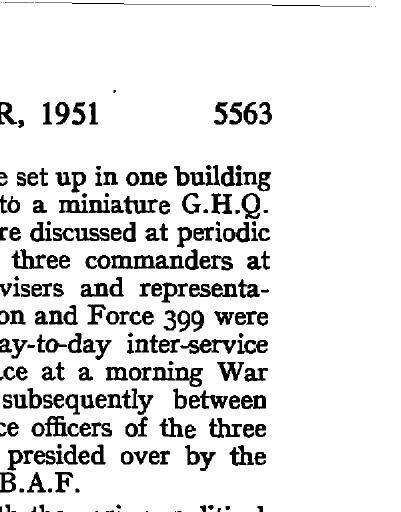 R, 1951 5563
e set up in one building
to a miniature G.H.Q.
re discussed at periodic
three commanders at
visers and representa-
on and Force 399 were
ay-to-day inter-service
ce at a morning War
subsequently between
ce officers of the three
presided over by the
B.A.F.